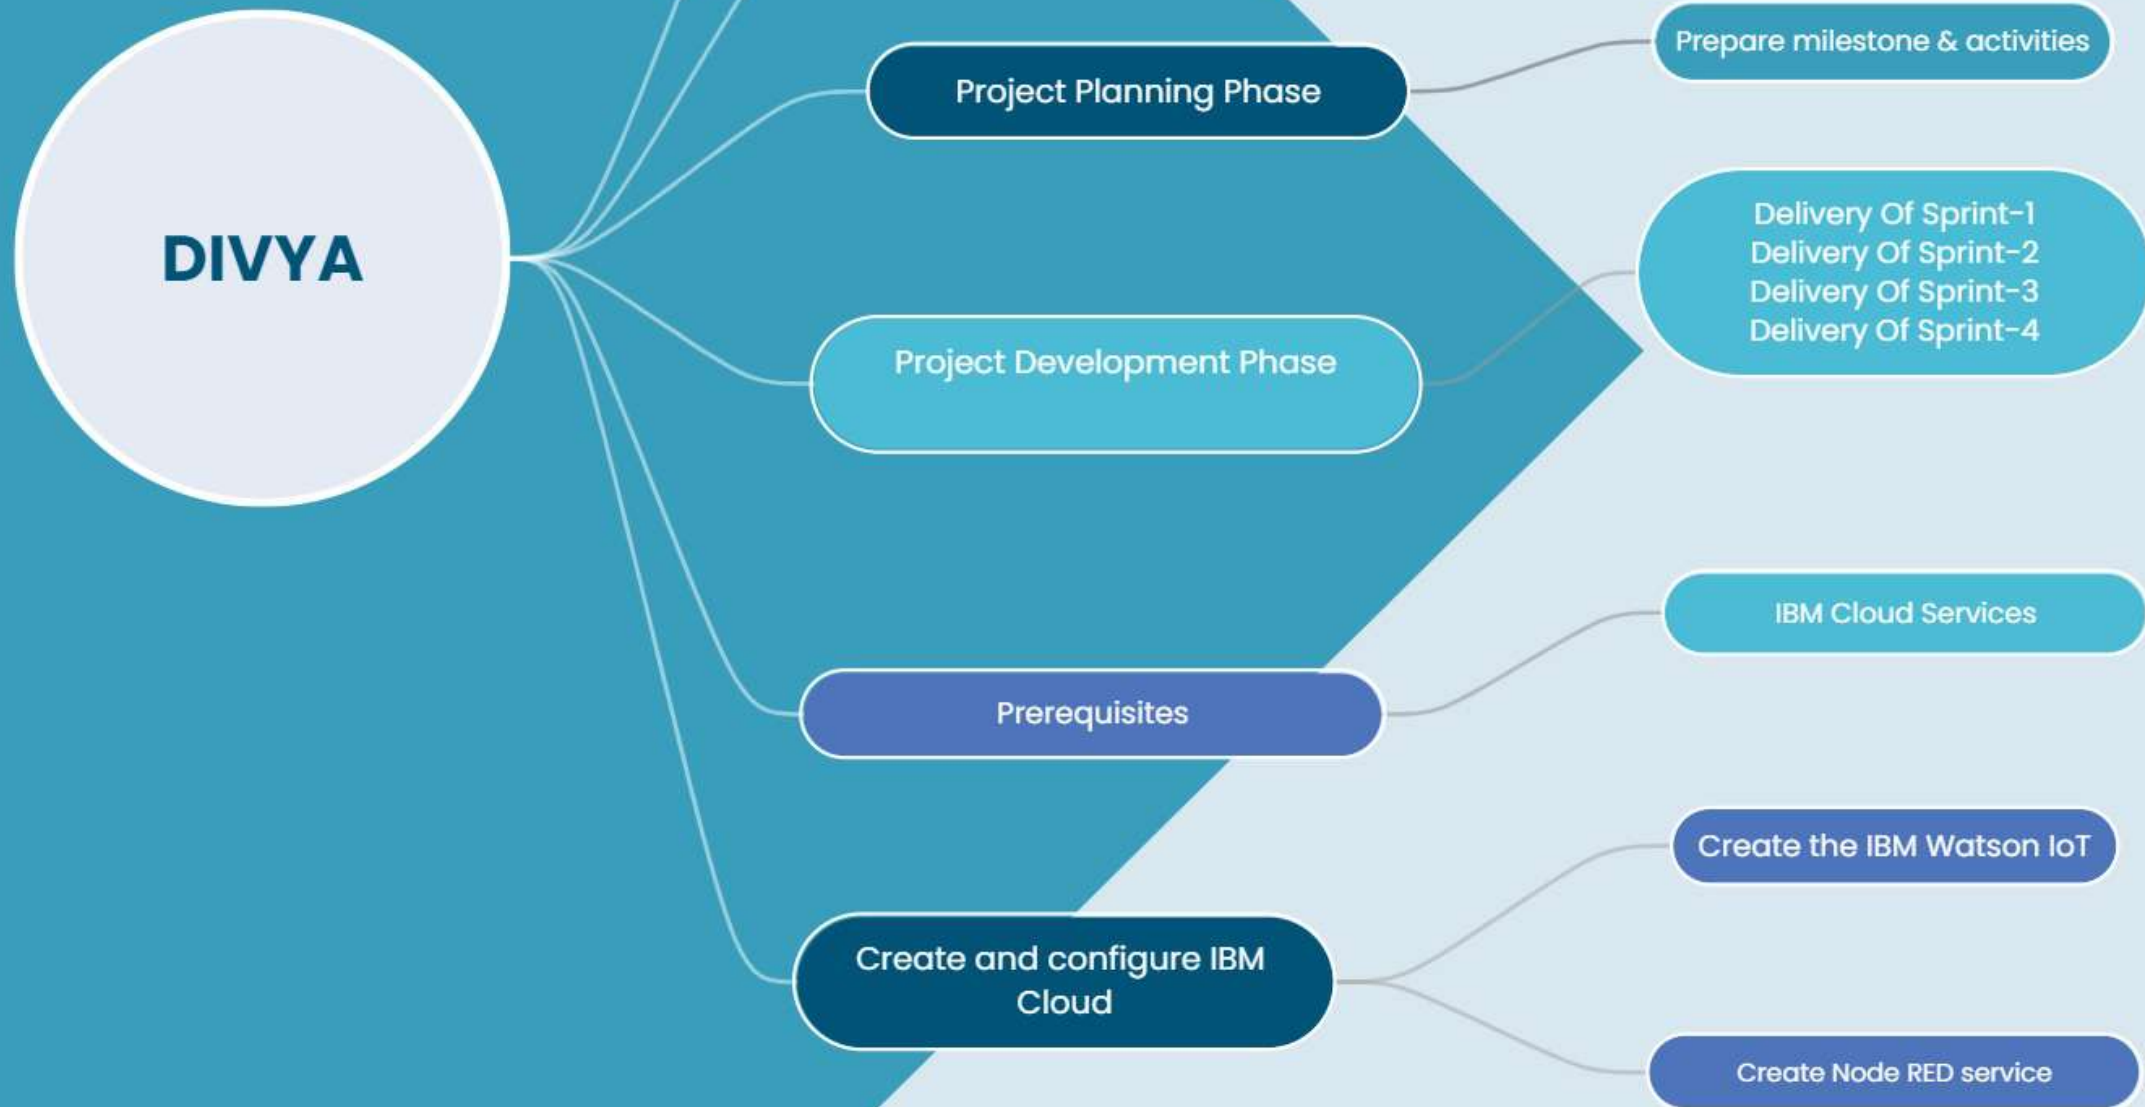 DIVYA
Project Planning Phase
Prepare milestone & activities
Project Development Phase
Delivery Of Sprint-1
Delivery Of Sprint-2
Delivery Of Sprint-3
Delivery Of Sprint-4
Prerequisites
IBM Cloud Services
Create and configure IBM
Cloud
Create the IBM Watson IoT
Create Node RED service